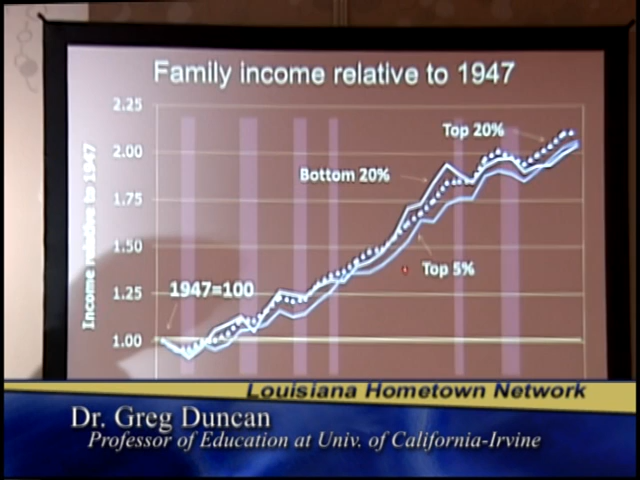 Family income relative to 1947
Income relative to 1947
2.25
2.00
1.75
1.50
1.25
1.00
Top 20%
Bottom 20%
Top 5%
1947=100
Louisiana Hometown Network
Dr. Greg Duncan
Professor of Education at Univ. of California-Irvine